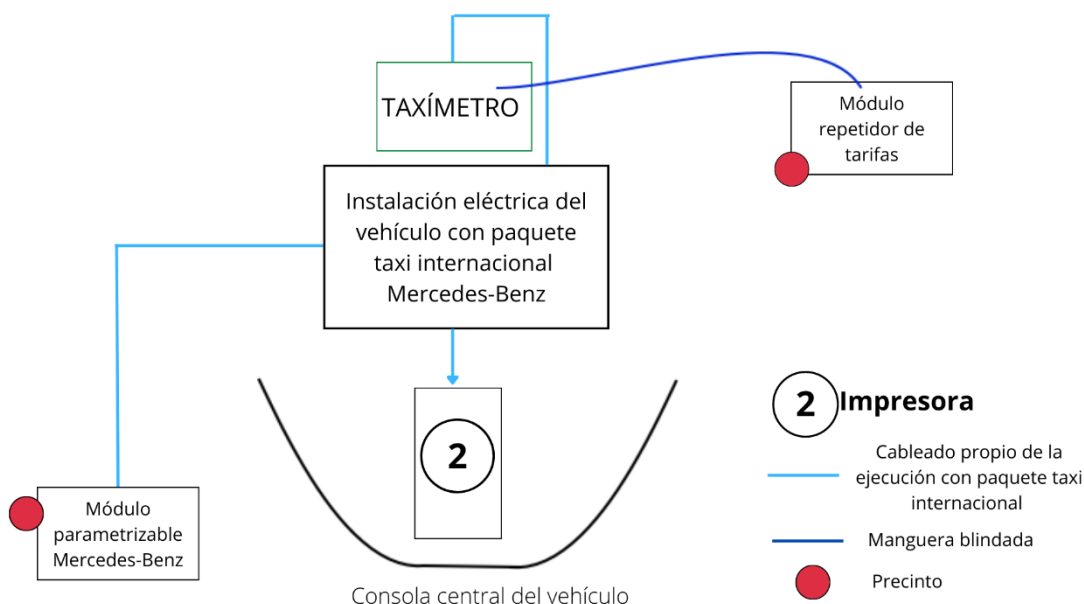 TAXÍMETRO
Módulo
repetidor de
tarifas
Instalación eléctrica del
vehículo con paquete
taxi internacional
Mercedes-Benz
2
Módulo
parametrizable
Mercedes-Benz
Consola central del vehículo
2 Impresora
Cableado propio de la
ejecución con paquete taxi
internacional
Manguera blindada
Precinto